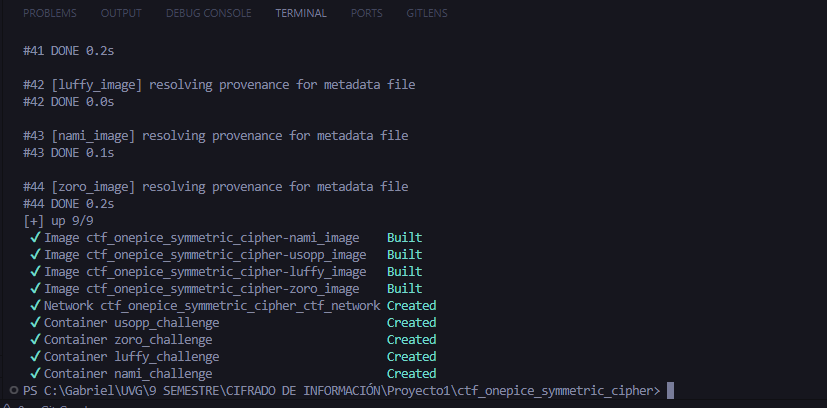 PROBLEMS OUTPUT DEBUG CONSOLE TERMINAL PORTS GITLENS
#41 DONE 0.2s
#42 [luffy_image] resolving provenance for metadata file
#42 DONE 0.0s
#43 [nami_image] resolving provenance for metadata file
#43 DONE 0.1s
#44 [zoro_image] resolving provenance for metadata file
#44 DONE 0.2s
[+] up 9/9
✔ Image ctf_onepice_symmetric_cipher-nami_image Built
✔ Image ctf_onepice_symmetric_cipher-usopp_image Built
✔ Image ctf_onepice_symmetric_cipher-luffy_image Built
✔ Image ctf_onepice_symmetric_cipher-zoro_image Built
✔ Network ctf_onepice_symmetric_cipher_ctf_network Created
✔ Container usopp_challenge Created
✔ Container zoro_challenge Created
✔ Container luffy_challenge Created
✔ Container nami_challenge Created
PS C:\Gabriel\UVG\9 SEMESTRE\CIFRADO DE INFORMACIÓN\Proyecto1\ctf_onepice_symmetric_cipher>